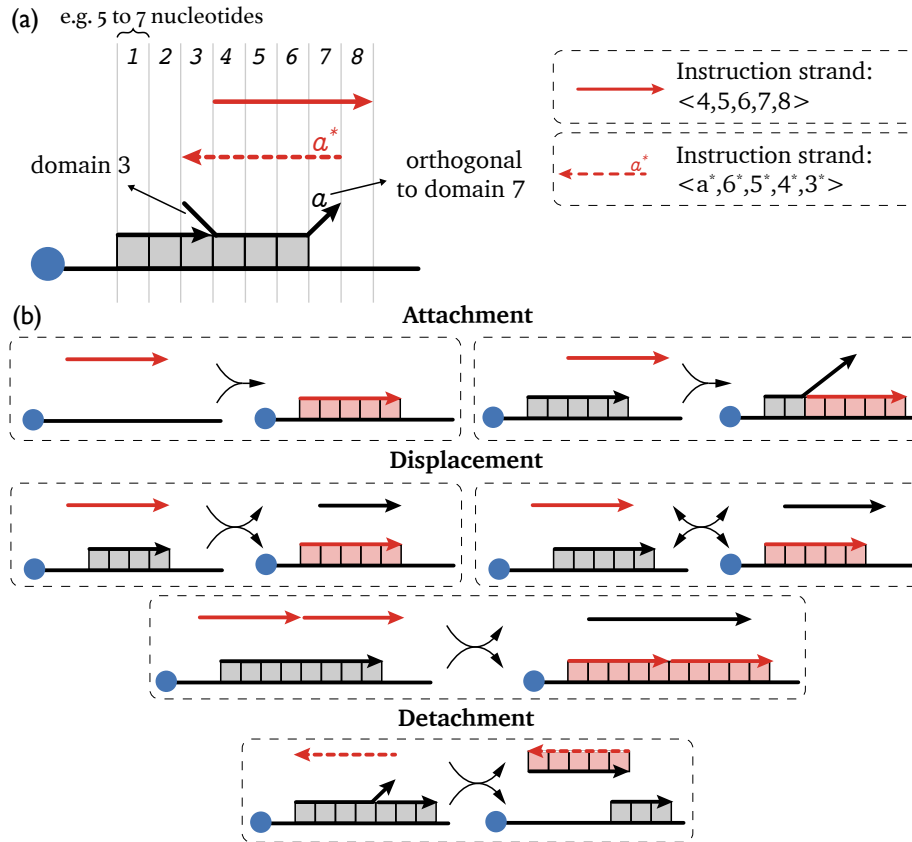 (a)
e.g. 5 to 7 nucleotides
1 2 3 4 5 6 7 8
a*
domain 3
a
orthogonal
to domain 7
Instruction strand:
<4,5,6,7,8>
a*
Instruction strand:
<a*,6*,5*,4*,3*>
(b)
Attachment
Displacement
Detachment